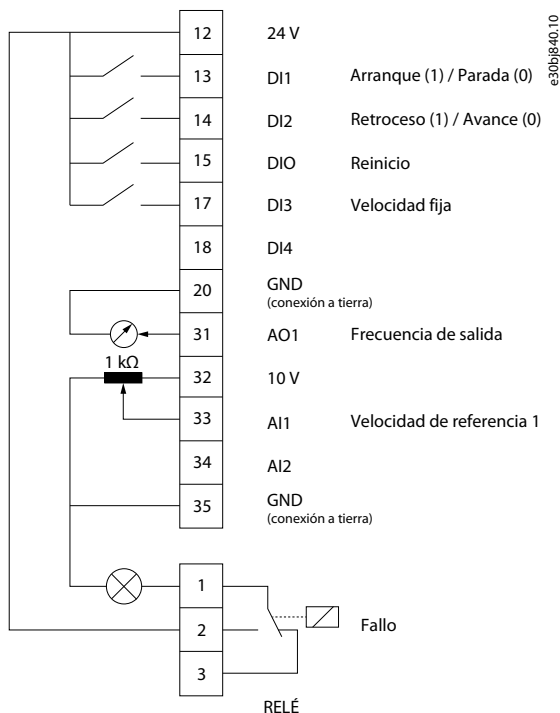 e30bj840.10
12 24 V
13 DI1 Arranque (1) / Parada (0)
14 DI2 Retroceso (1) / Avance (0)
15 DIO Reinicio
17 DI3 Velocidad fija
18 DI4
20 GND
(conexión a tierra)
31 AO1 Frecuencia de salida
1 kΩ
32 10 V
33 AI1 Velocidad de referencia 1
34 AI2
35 GND
(conexión a tierra)
1
2
Fallo
3
RELÉ